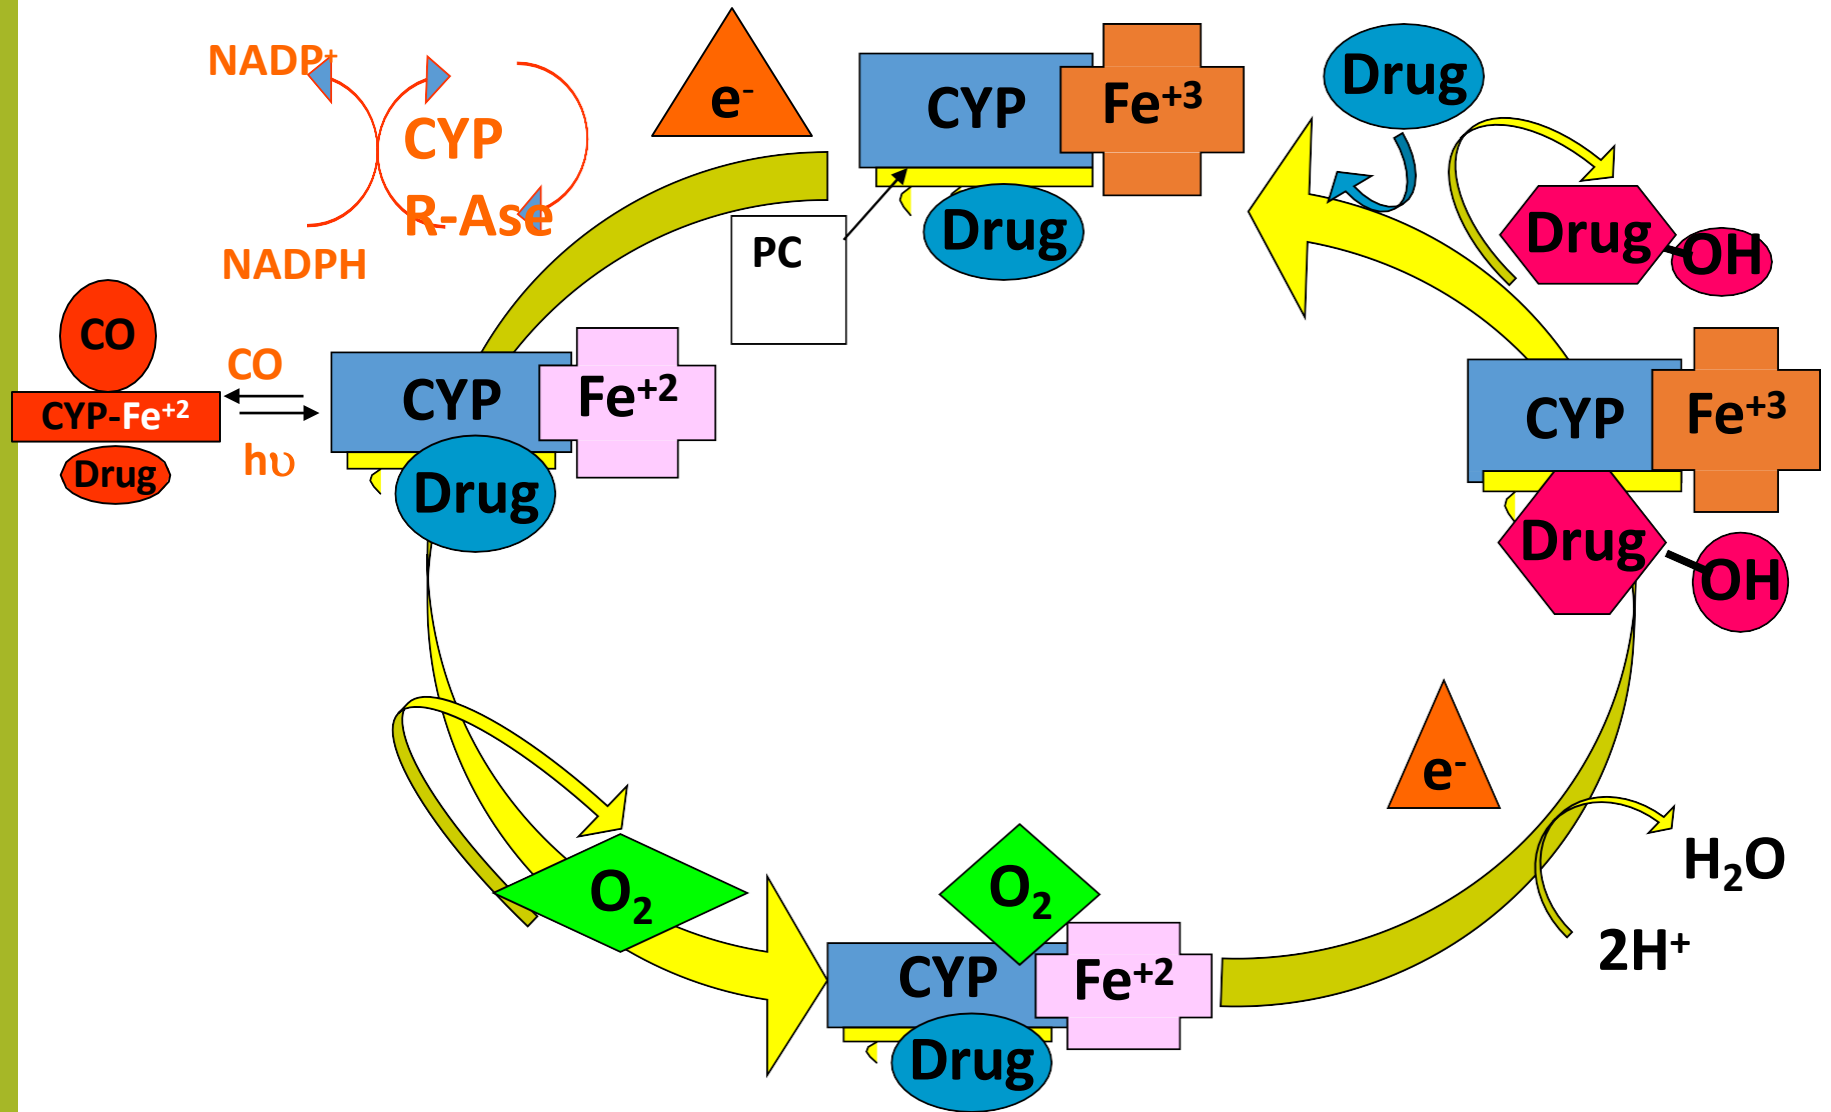 NADP+
CYP
R-Ase
NADPH
e-
CYP
Fe+3
Drug
PC
Drug
Drug
OH
CO
CYP-Fe+2
Drug
CO
hυ
CYP
Fe+2
Drug
CYP
Fe+3
Drug
OH
O2
O2
CYP
Fe+2
Drug
e-
H2O
2H+